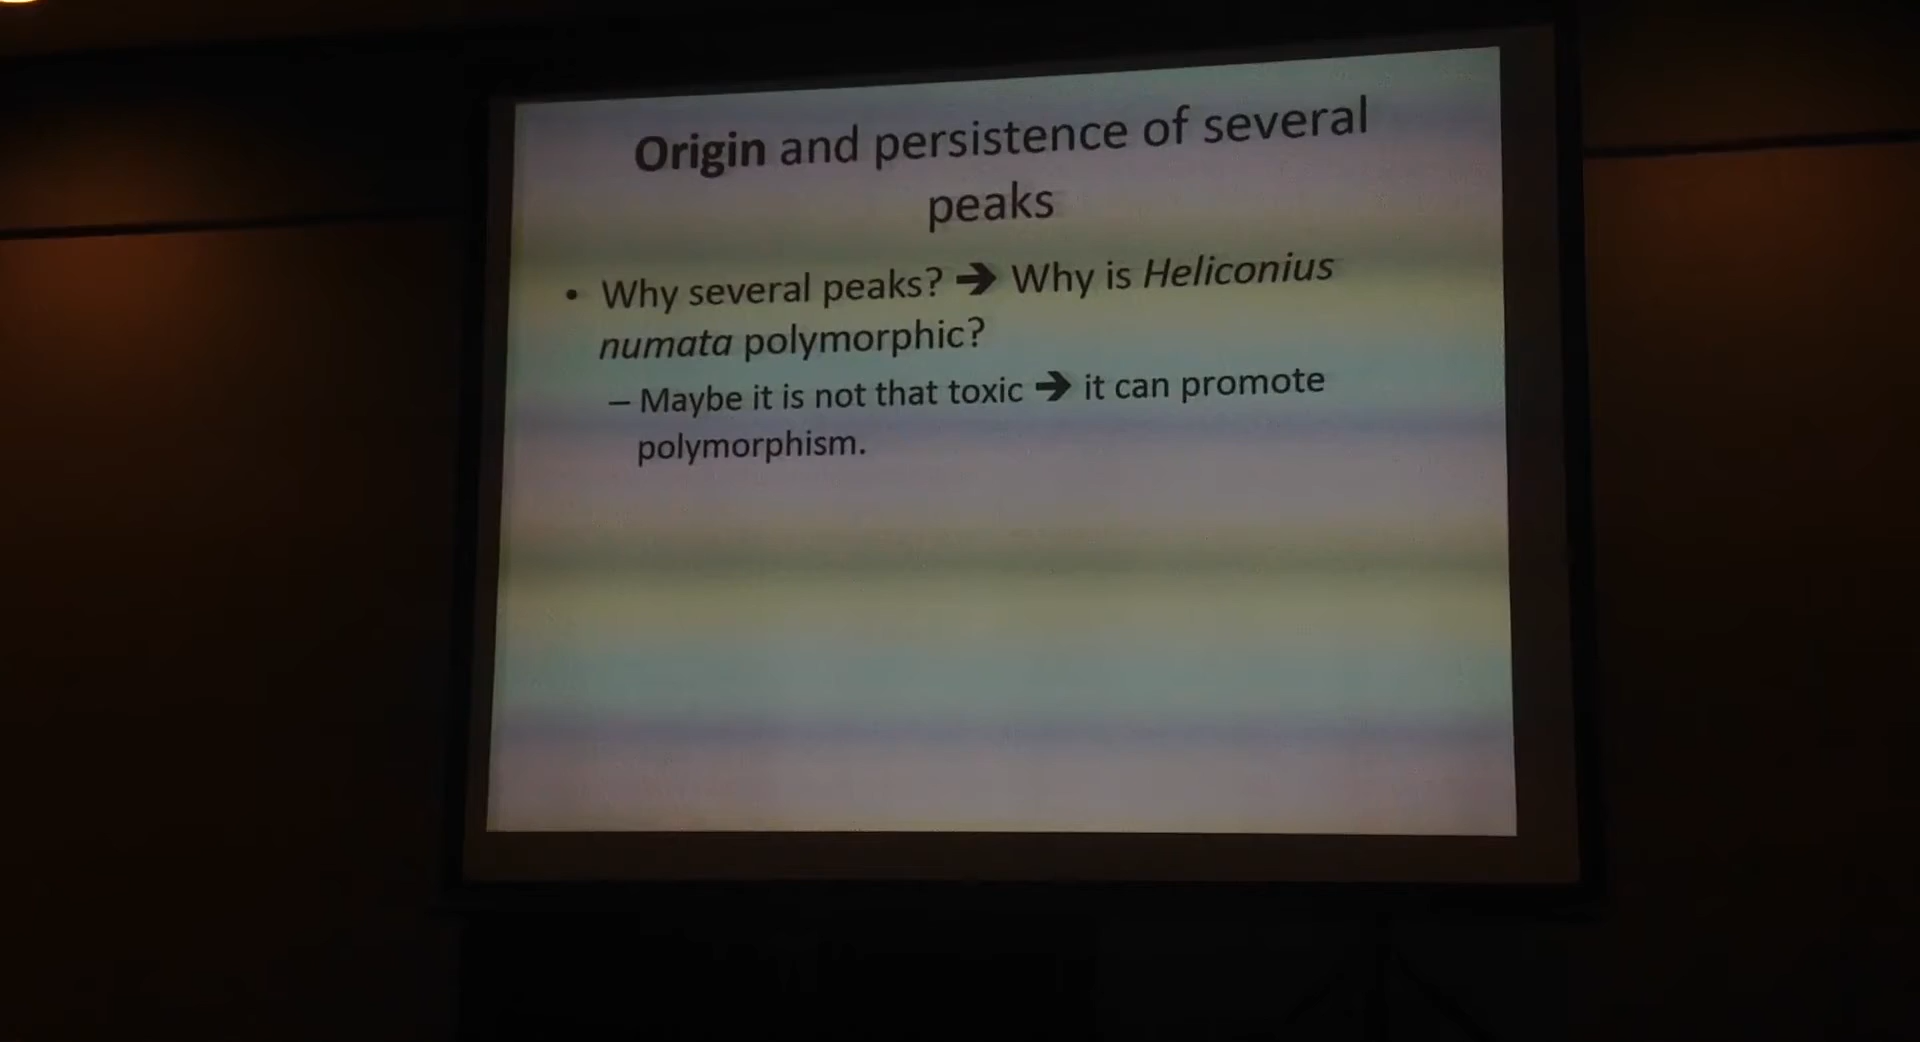 Origin and persistence of several
peaks
• Why several peaks? ➔ Why is Heliconius
numata polymorphic?
– Maybe it is not that toxic ➔ it can promote
polymorphism.